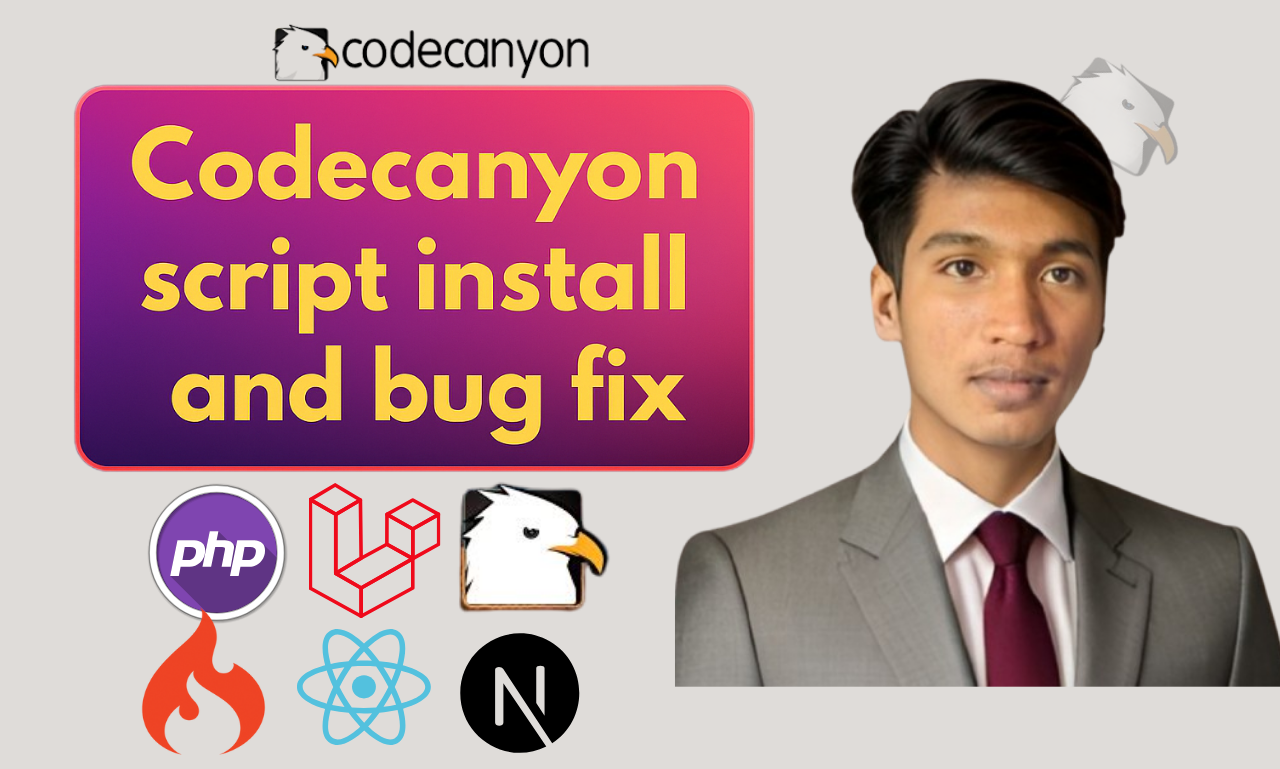 codecanyon
Codecanyon
script install
and bug fix
php
N